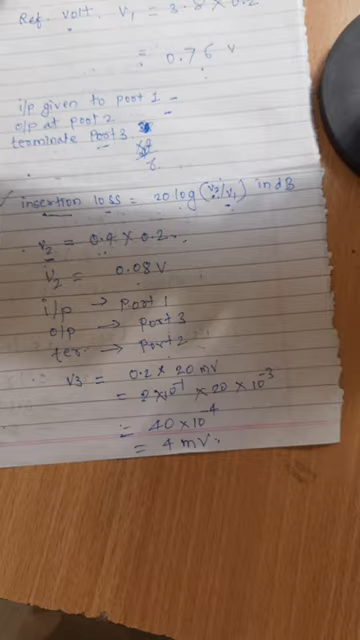 Ref. volt. V₁ = 3.8 × 0.2
= 0.76 V
i/p given to port 1
o/p at port 2
terminate port 3
insertion loss = 20 log (V2/V1) in dB
V2 = 0.4 × 0.2
V2 = 0.08 V
i/p → Port 1
o/p → Port 3
ter → Port 2
V3 = 0.2 × 20 mV
= 2×10⁻¹ × 20 × 10⁻³
= 40 × 10⁻⁴
= 4 mV.